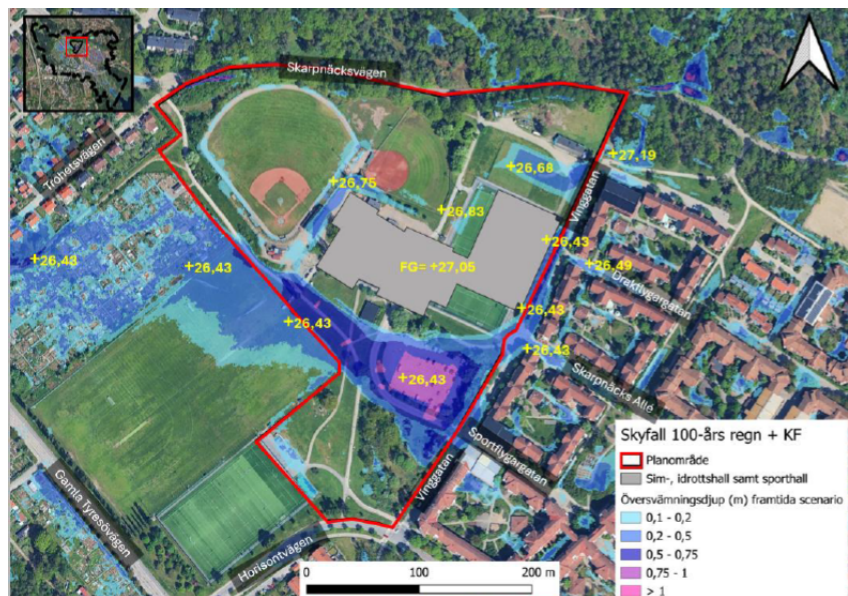 Skarpnäcksvägen
Trohetsvägen
+27,19
+26,68
+26,75
+26,83
Vinggatan
+26,43
+26,43
+26,43
+26,49
FG= +27,05
Draktflygargatan
+26,43
+26,43
+26,43
Skarpnäcks Allé
+26,43
Sportflygargatan
Vinggatan
Gamla Tyresövägen
Horisontvägen
0 100 200 m
Skyfall 100-års regn + KF
Planområde
Sim-, idrottshall samt sporthall
Översvämningsdjup (m) framtida scenario
0,1 - 0,2
0,2 - 0,5
0,5 - 0,75
0,75 - 1
> 1